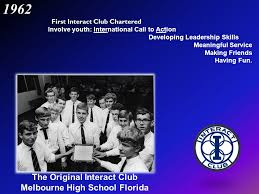 1962
First Interact Club Chartered
Involve youth: international Call to Action
Developing Leadership Skills
Meaningful Service
Making Friends
Having Fun.
INTERACT
CLUB
The Original Interact Club
Melbourne High School Florida